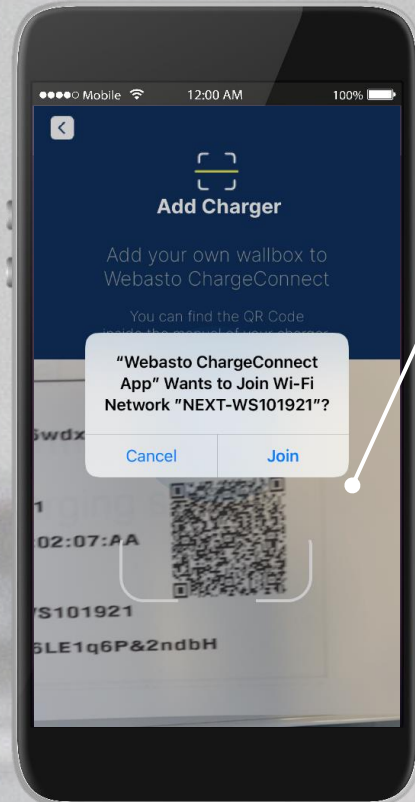 Mobile 12:00 AM 100%
Add Charger
Add your own wallbox to
Webasto ChargeConnect
You can find the QR Code
inside the manual of your charger
"Webasto ChargeConnect
App" Wants to Join Wi-Fi
Network "NEXT-WS101921"?
Cancel Join
02:07:AA
WS101921
6LE1q6P&2ndbH